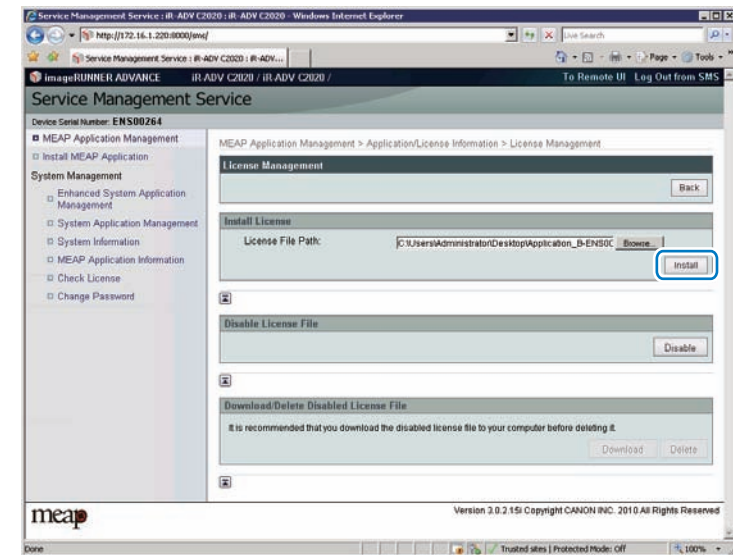 Service Management Service : iR-ADV C2020 : iR-ADV C2020 - Windows Internet Explorer
http://172.16.1.220:8000/sms/
Live Search
Service Management Service : iR-ADV C2020 : iR-ADV...
Page
Tools
imageRUNNER ADVANCE
iR-ADV C2020 / iR-ADV C2020 /
To Remote UI
Log Out from SMS
Service Management Service
Device Serial Number: ENS00264
MEAP Application Management
Install MEAP Application
System Management
Enhanced System Application
Management
System Application Management
System Information
MEAP Application Information
Check License
Change Password
MEAP Application Management > Application/License Information > License Management
License Management
Back
Install License
License File Path:
C:\Users\Administrator\Desktop\Application_B-ENS00
Browse...
Install
Disable License File
Disable
Download/Delete Disabled License File
It is recommended that you download the disabled license file to your computer before deleting it.
Download
Delete
meap
Version 3.0.2.15i Copyright CANON INC. 2010 All Rights Reserved
Done
Trusted sites | Protected Mode: Off
100%